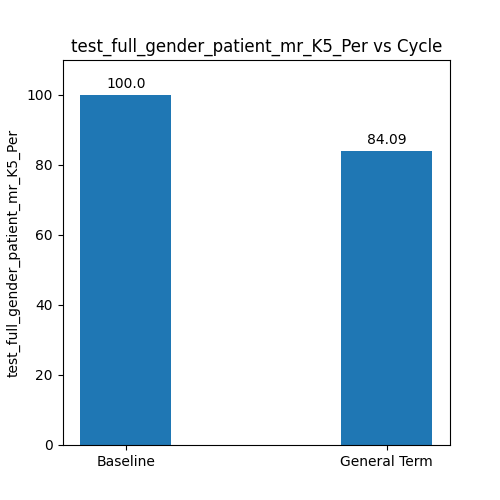 test_full_gender_patient_mr_K5_Per vs Cycle
100.0
84.09
test_full_gender_patient_mr_K5_Per
100
80
60
40
20
0
Baseline
General Term